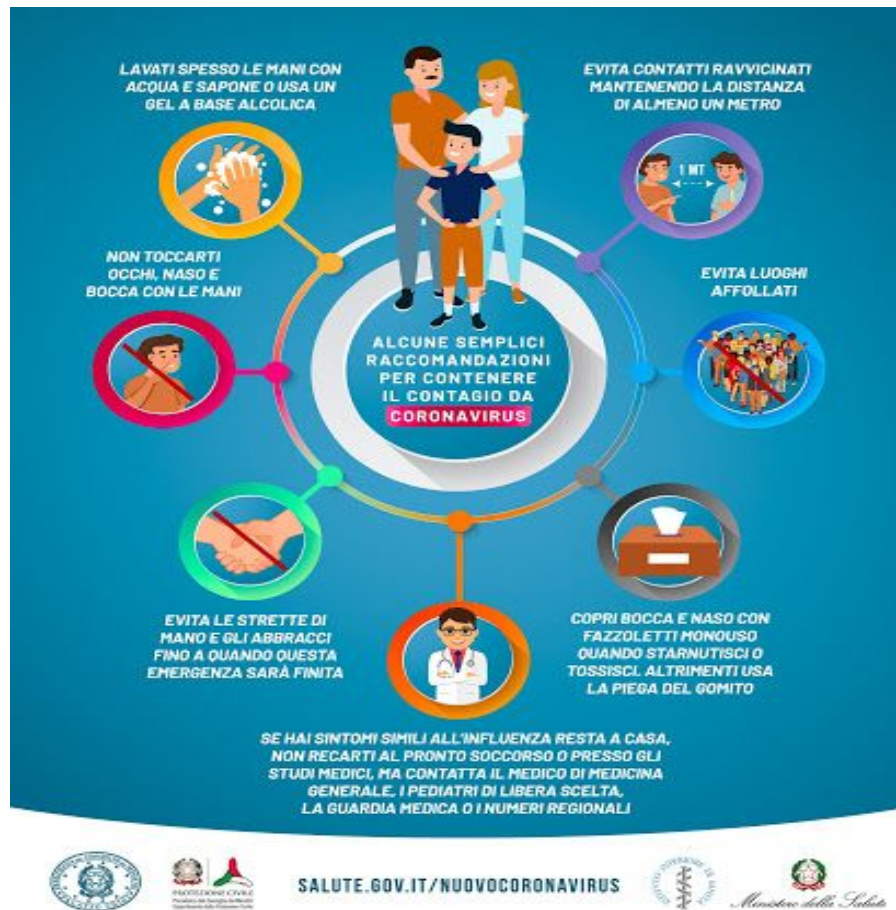 LAVATI SPESSO LE MANI CON
ACQUA E SAPONE O USA UN
GEL A BASE ALCOLICA
EVITA CONTATTI RAVVICINATI
MANTENENDO LA DISTANZA
DI ALMENO UN METRO
1 MT
NON TOCCARTI
OCCHI, NASO E
BOCCA CON LE MANI
EVITA LUOGHI
AFFOLLATI
ALCUNE SEMPLICI
RACCOMANDAZIONI
PER CONTENERE
IL CONTAGIO DA
CORONAVIRUS
EVITA LE STRETTE DI
MANO E GLI ABBRACCI
FINO A QUANDO QUESTA
EMERGENZA SARÀ FINITA
COPRI BOCCA E NASO CON
FAZZOLETTI MONOUSO
QUANDO STARNUTISCI O
TOSSISCI. ALTRIMENTI USA
LA PIEGA DEL GOMITO
SE HAI SINTOMI SIMILI ALL'INFLUENZA RESTA A CASA,
NON RECARTI AL PRONTO SOCCORSO O PRESSO GLI
STUDI MEDICI, MA CONTATTA IL MEDICO DI MEDICINA
GENERALE, I PEDIATRI DI LIBERA SCELTA,
LA GUARDIA MEDICA O I NUMERI REGIONALI
PROTEZIONE CIVILE
SALUTE.GOV.IT/NUOVOCORONAVIRUS
Ministero della Salute